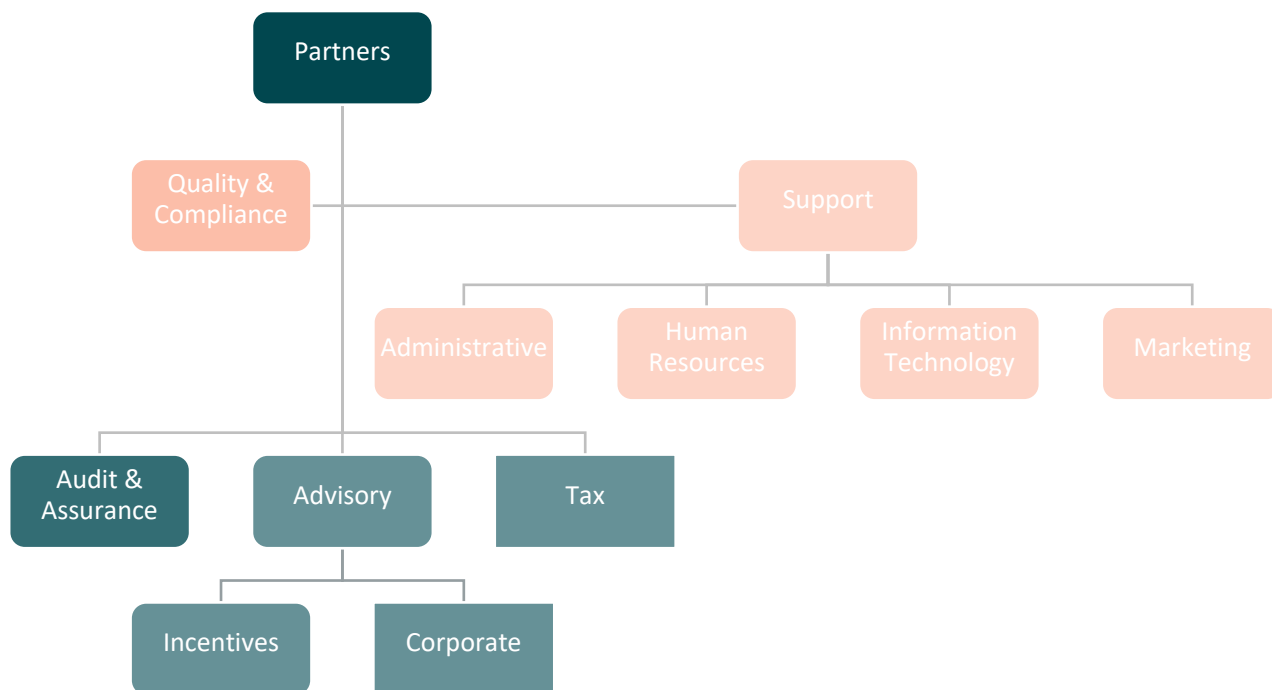 Partners
Quality &
Compliance
Support
Administrative
Human
Resources
Information
Technology
Marketing
Audit &
Assurance
Advisory
Tax
Incentives
Corporate